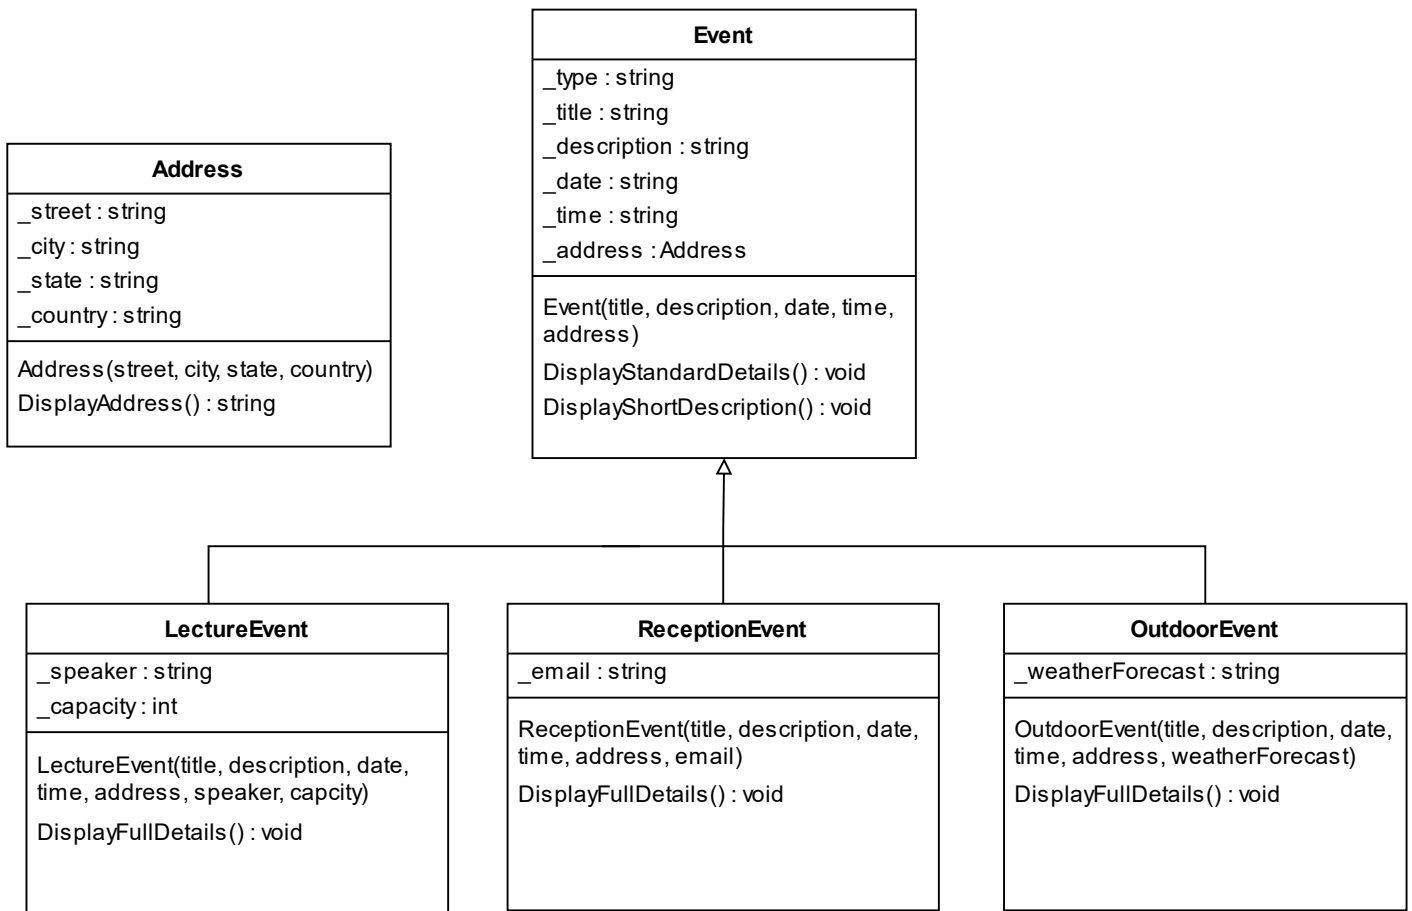 Event
_type : string
_title : string
_description : string
_date : string
_time : string
_address : Address
Event(title, description, date, time,
address)
DisplayStandardDetails() : void
DisplayShortDescription() : void
Address
_street : string
_city : string
_state : string
_country : string
Address(street, city, state, country)
DisplayAddress() : string
LectureEvent
_speaker : string
_capacity : int
LectureEvent(title, description, date,
time, address, speaker, capcity)
DisplayFullDetails() : void
ReceptionEvent
_email : string
ReceptionEvent(title, description, date,
time, address, email)
DisplayFullDetails() : void
OutdoorEvent
_weatherForecast : string
OutdoorEvent(title, description, date,
time, address, weatherForecast)
DisplayFullDetails() : void